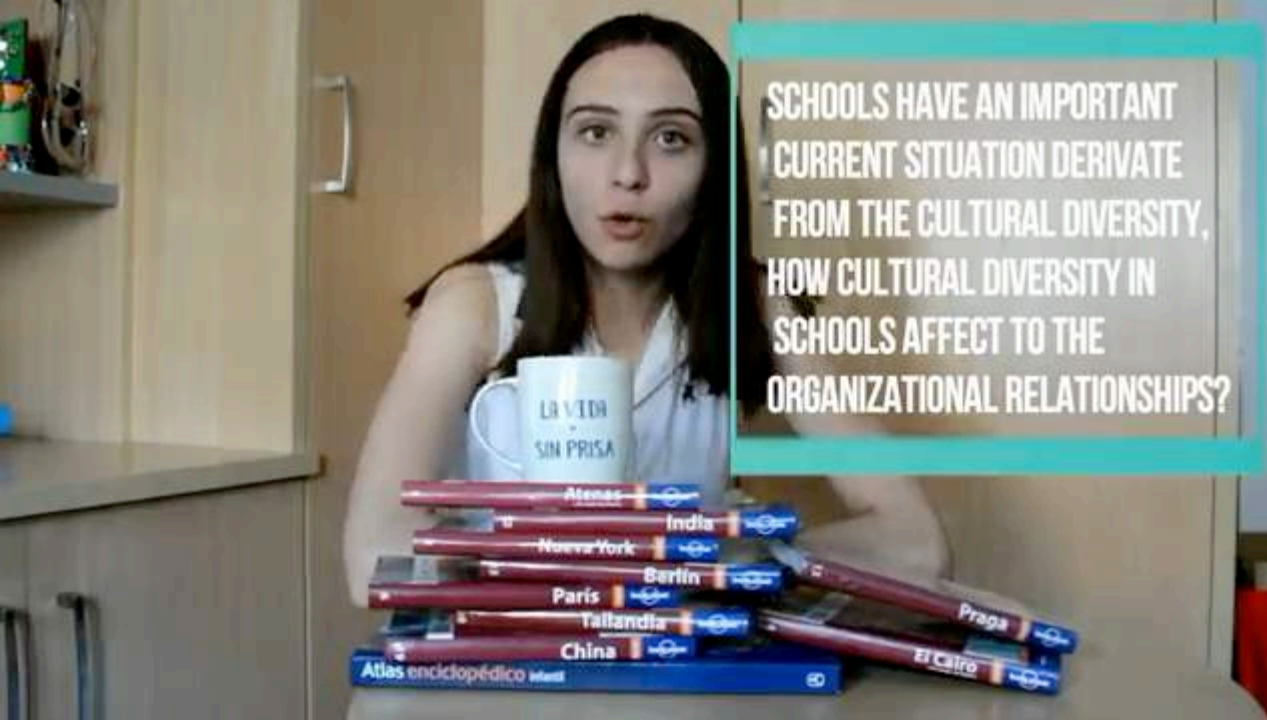 SCHOOLS HAVE AN IMPORTANT
CURRENT SITUATION DERIVATE
FROM THE CULTURAL DIVERSITY,
HOW CULTURAL DIVERSITY IN
SCHOOLS AFFECT TO THE
ORGANIZATIONAL RELATIONSHIPS?
LA VIDA
SIN PRISA
Atenas
India
Nueva York
Berlín
París
Tailandia
China
Atlas enciclopédico infantil
Praga
El Cairo